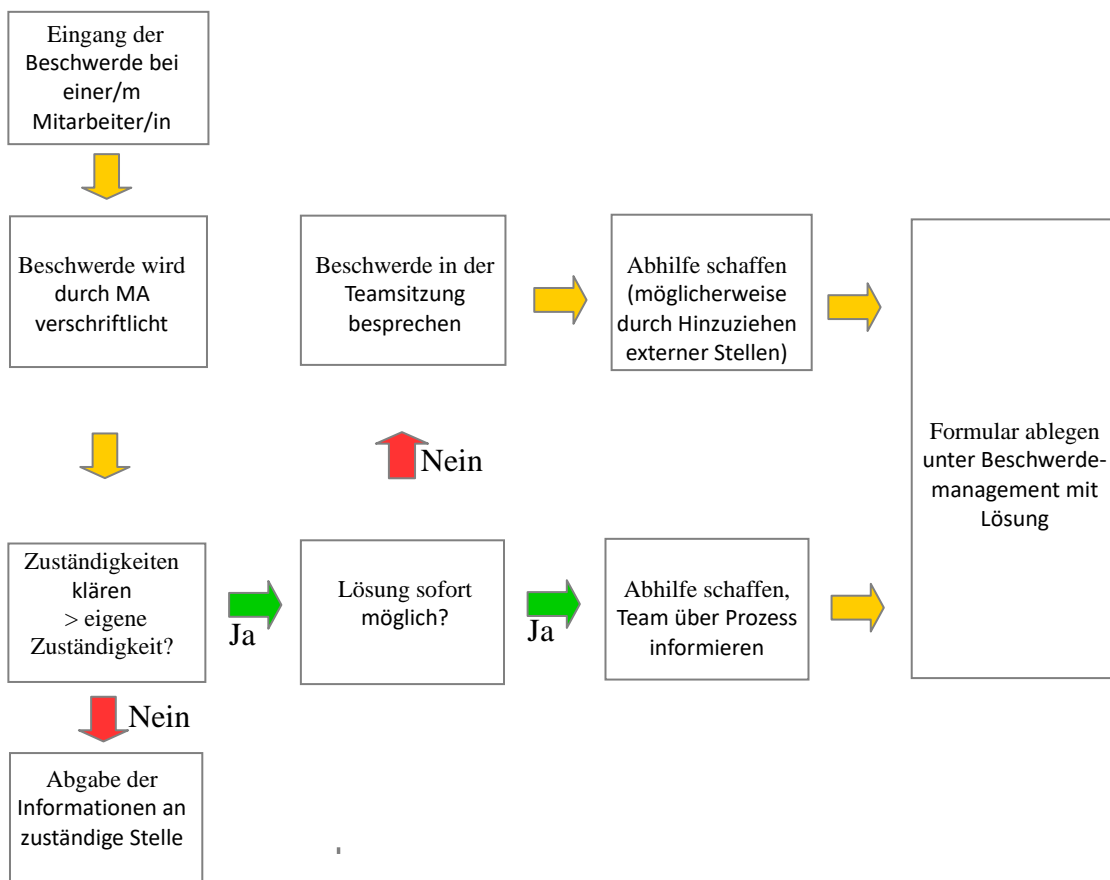 Eingang der
Beschwerde bei
einer/m
Mitarbeiter/in
Beschwerde wird
durch MA
verschriftlicht
Beschwerde in der
Teamsitzung
besprechen
Abhilfe schaffen
(möglicherweise
durch Hinzuziehen
externer Stellen)
Formular ablegen
unter Beschwerde-
management mit
Lösung
Nein
Zuständigkeiten
klären
> eigene
Zuständigkeit?
Ja
Lösung sofort
möglich?
Ja
Abhilfe schaffen,
Team über Prozess
informieren
Nein
Abgabe der
Informationen an
zuständige Stelle